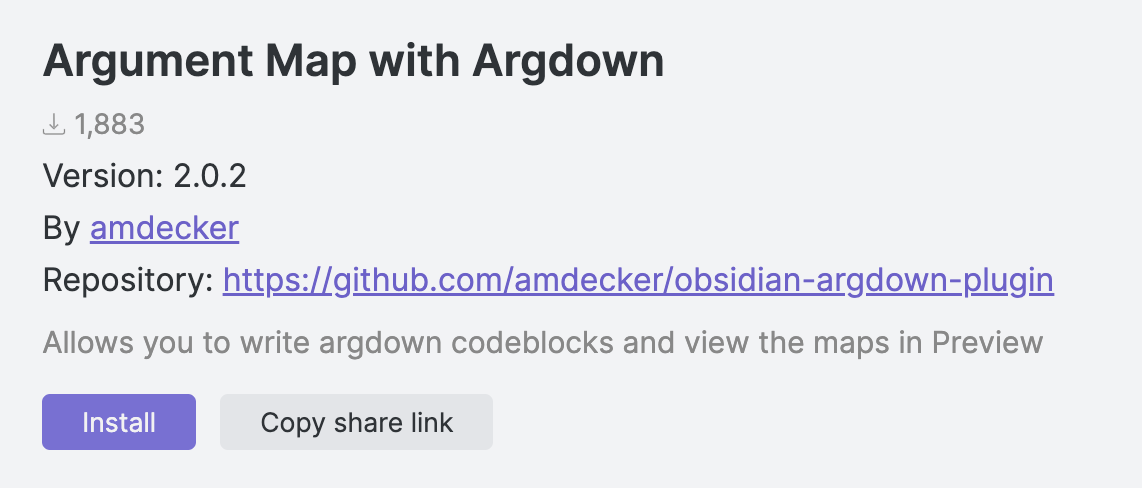 Argument Map with Argdown
1,883
Version: 2.0.2
By amdecker
Repository: https://github.com/amdecker/obsidian-argdown-plugin
Allows you to write argdown codeblocks and view the maps in Preview
Install Copy share link